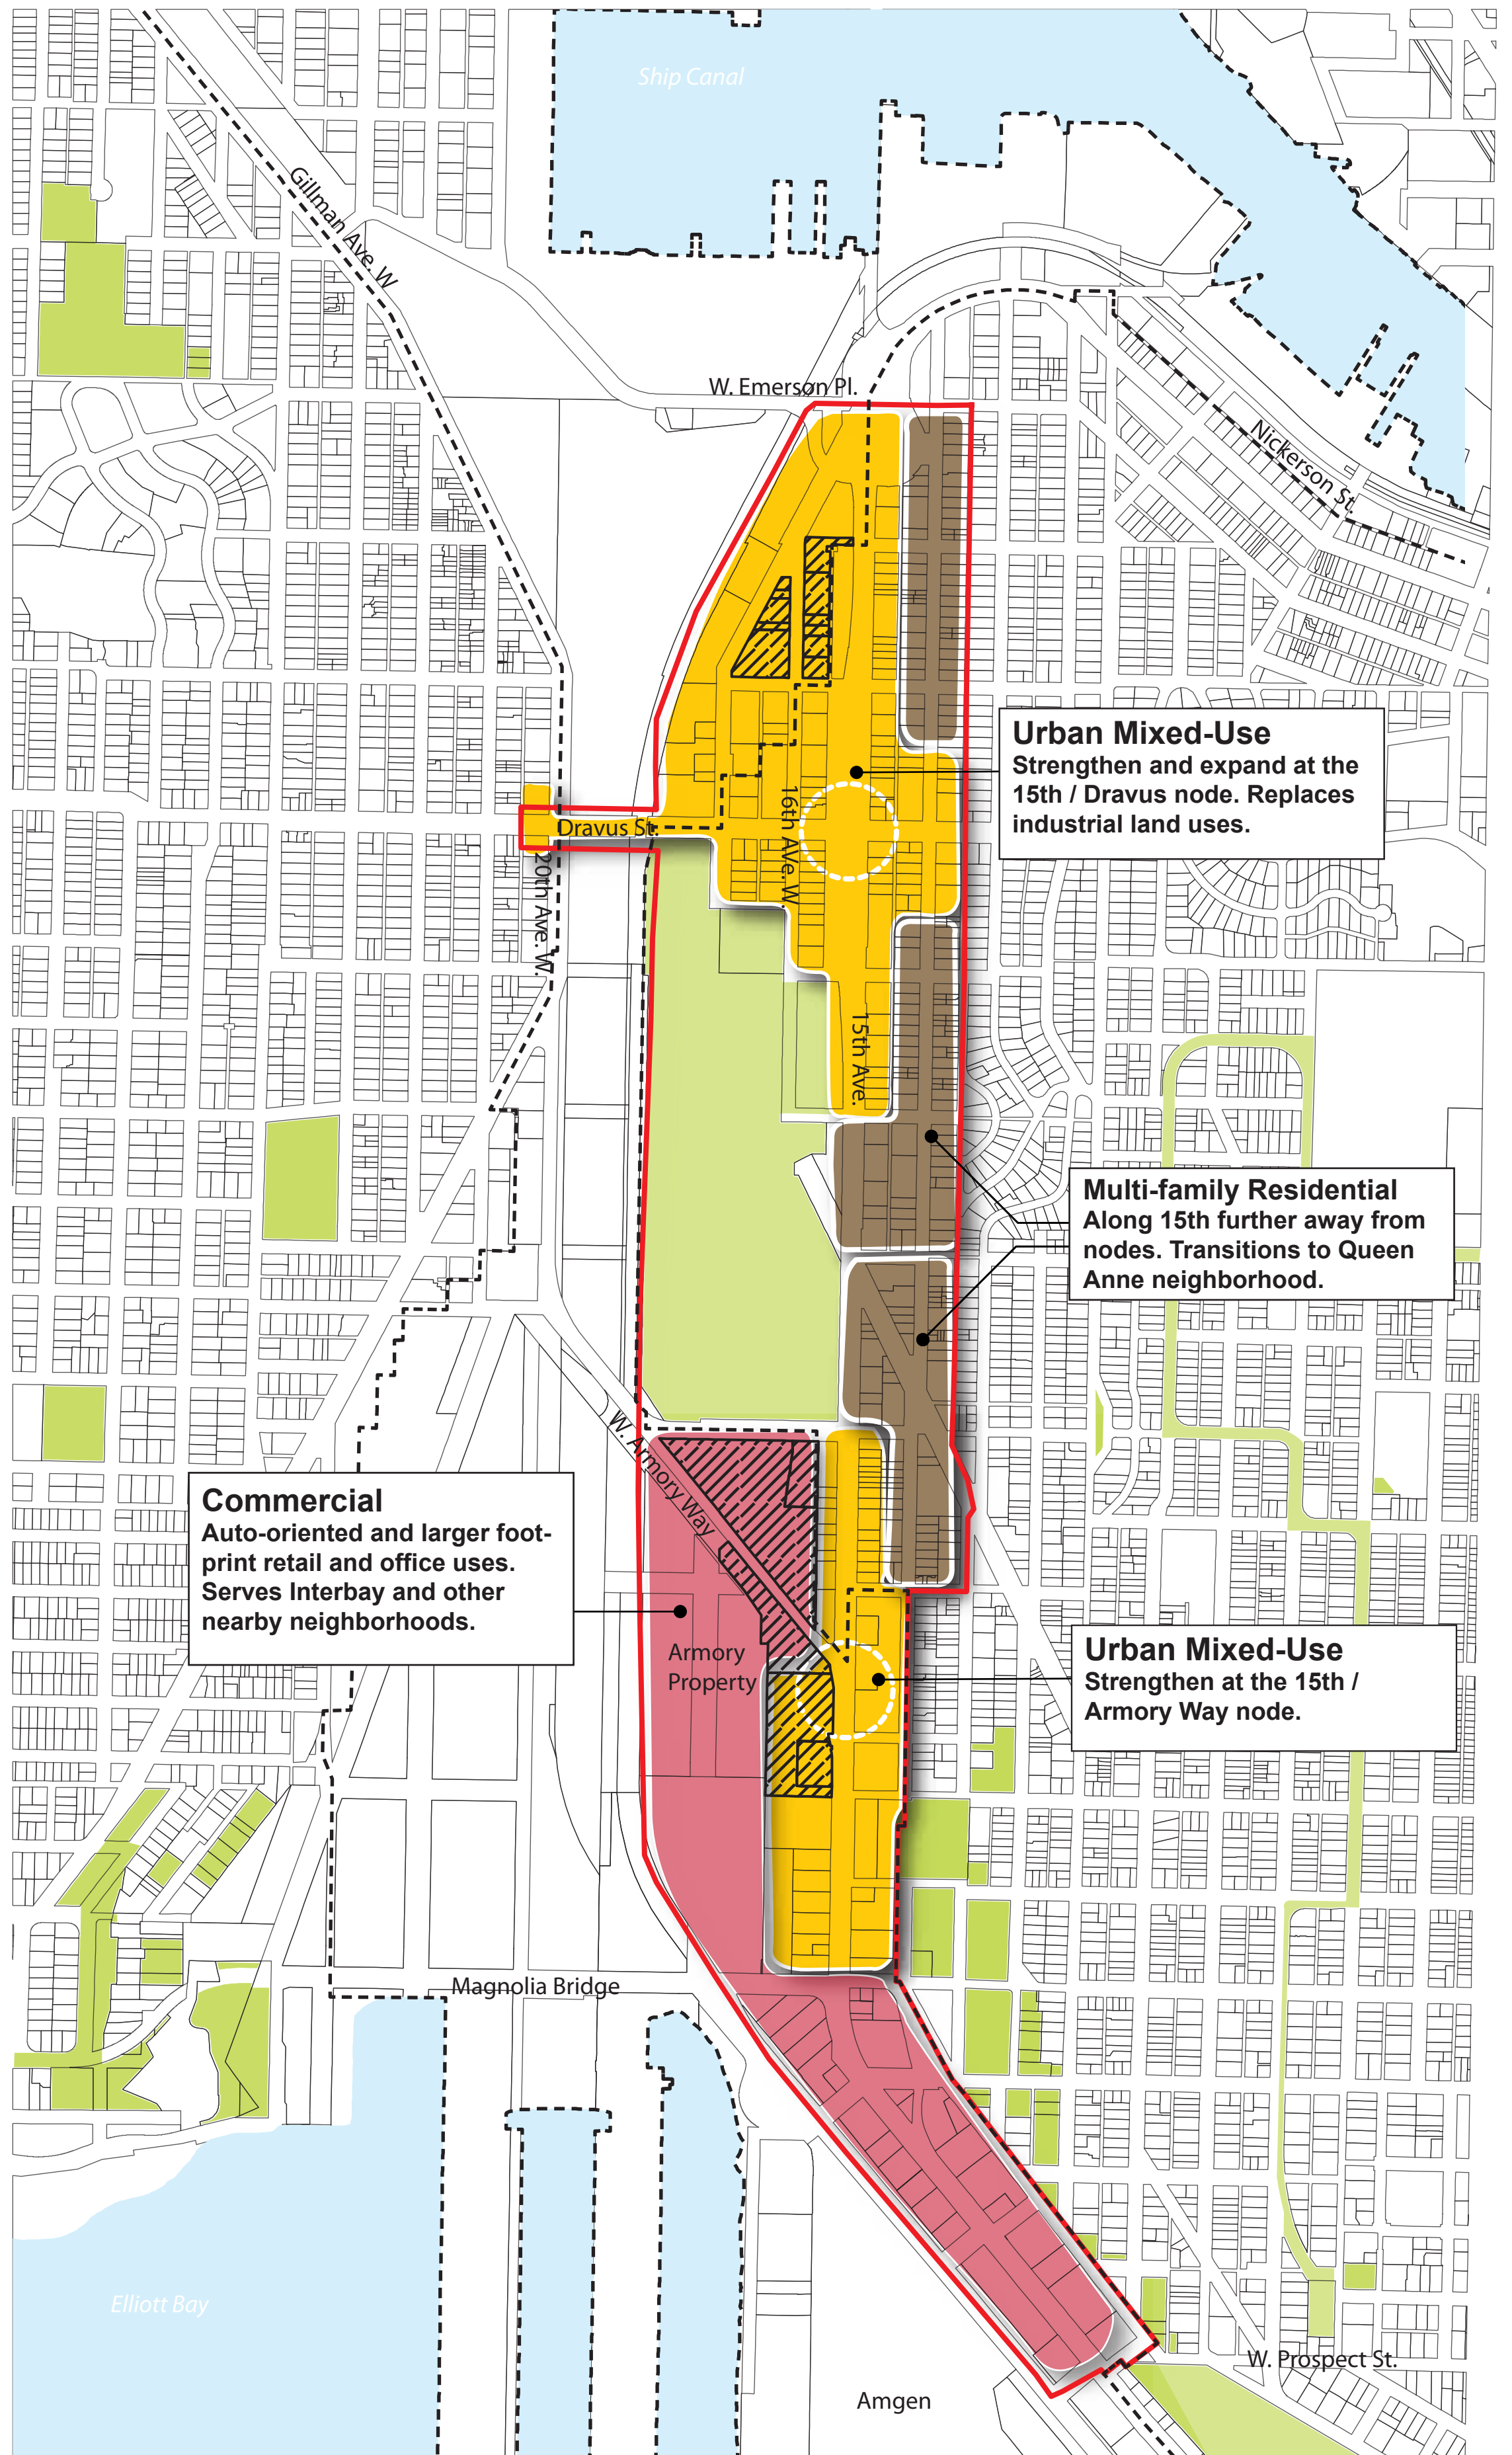 Ship Canal
Gillman Ave. W
W. Emerson Pl.
Nickerson St.
Urban Mixed-Use
Strengthen and expand at the
15th / Dravus node. Replaces
industrial land uses.
16th Ave. W.
Dravus St.
20th Ave. W.
15th Ave.
Multi-family Residential
Along 15th further away from
nodes. Transitions to Queen
Anne neighborhood.
W. Armory Way
Commercial
Auto-oriented and larger foot-
print retail and office uses.
Serves Interbay and other
nearby neighborhoods.
Armory
Property
Urban Mixed-Use
Strengthen at the 15th /
Armory Way node.
Magnolia Bridge
Elliott Bay
W. Prospect St.
Amgen